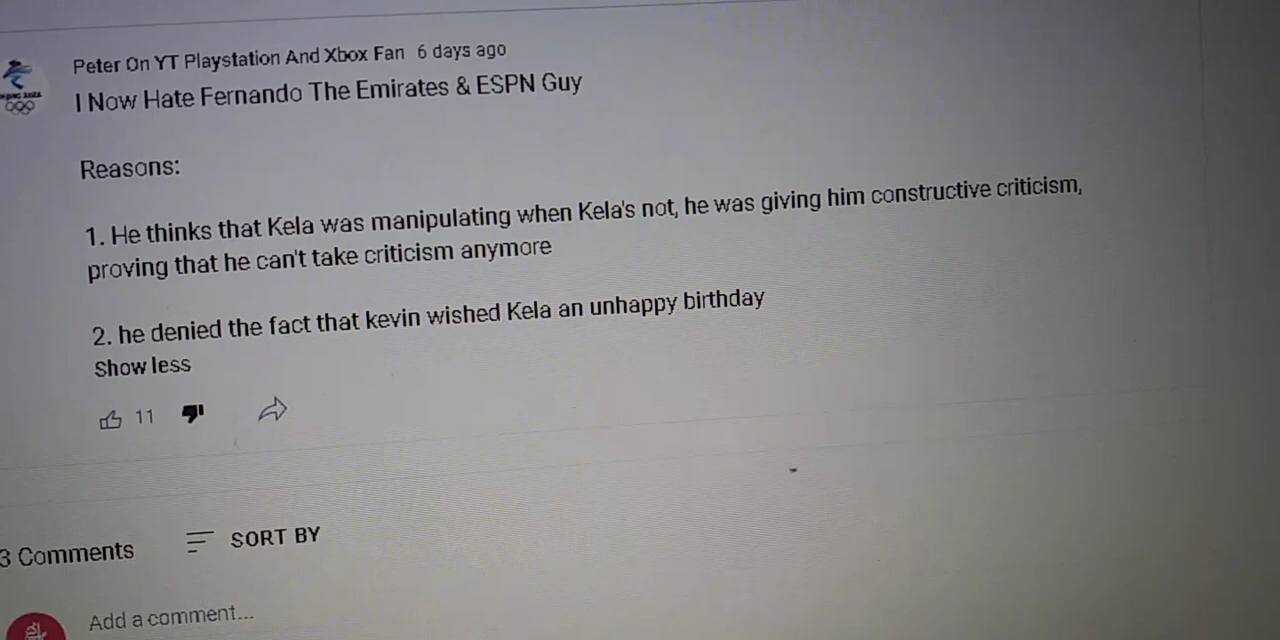 Peter On YT Playstation And Xbox Fan 6 days ago
I Now Hate Fernando The Emirates & ESPN Guy
Reasons:
1. He thinks that Kela was manipulating when Kela's not, he was giving him constructive criticism,
proving that he can't take criticism anymore
2. he denied the fact that kevin wished Kela an unhappy birthday
Show less
11
3 Comments
SORT BY
Add a comment...